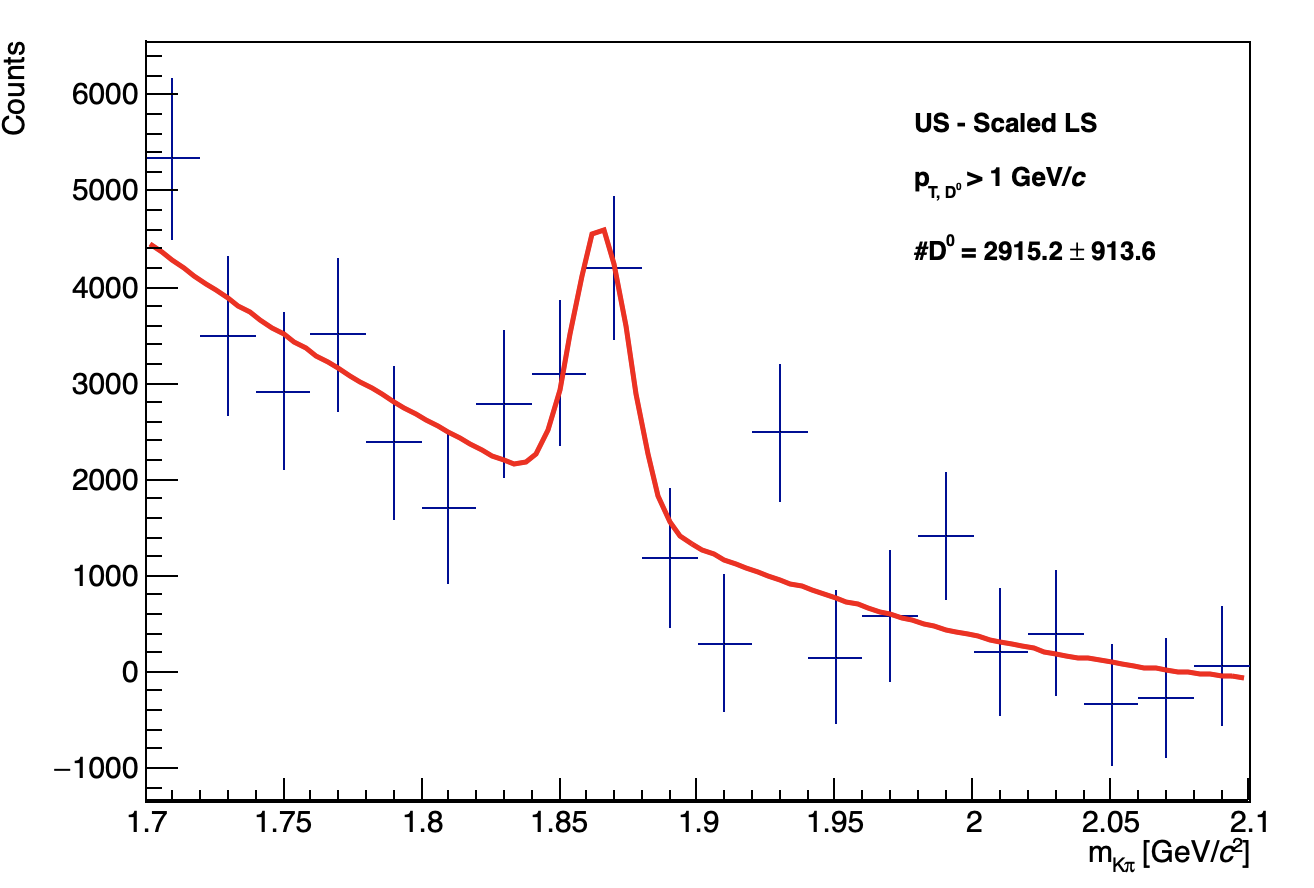 Counts
6000
5000
4000
3000
2000
1000
0
−1000
US - Scaled LS
p_T, D⁰ > 1 GeV/c
#D⁰ = 2915.2 ± 913.6
1.7 1.75 1.8 1.85 1.9 1.95 2 2.05 2.1
m_Kπ [GeV/c²]